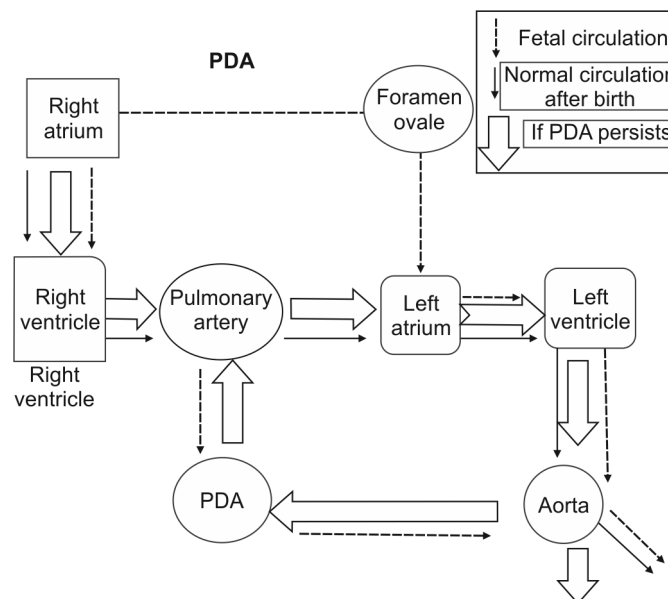 Fetal circulation
PDA
Normal circulation
after birth
Right
atrium
Foramen
ovale
If PDA persists
Right
ventricle
Pulmonary
artery
Left
atrium
Left
ventricle
Right
ventricle
PDA
Aorta